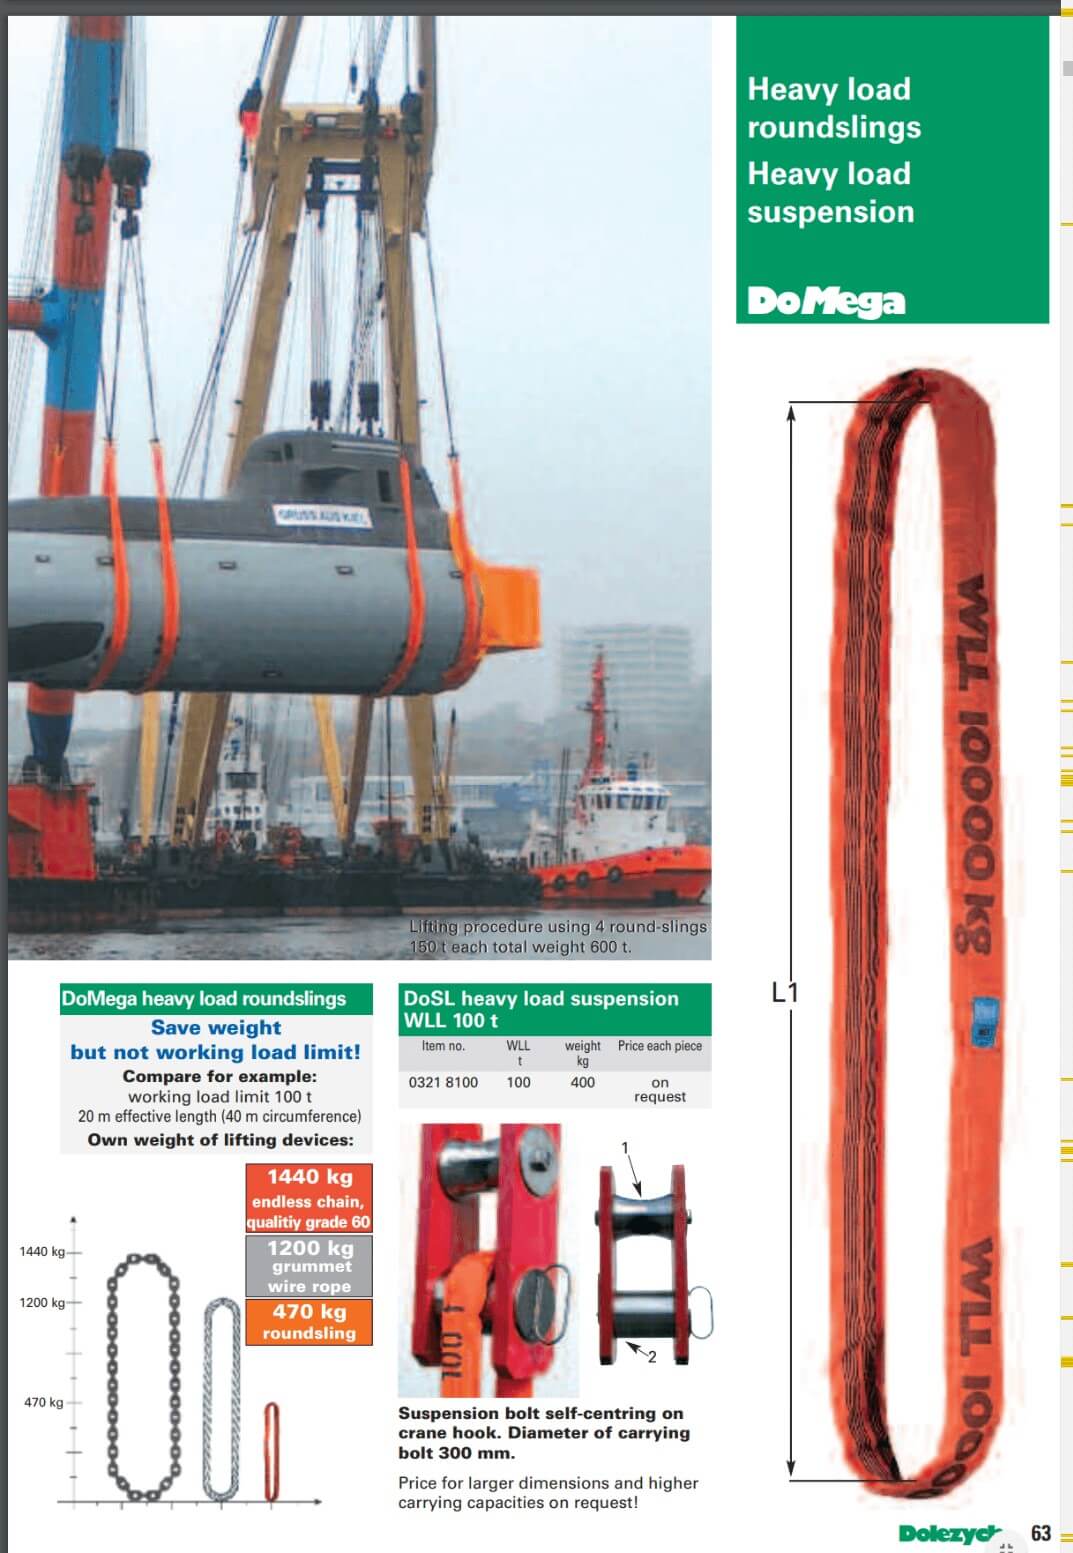 Heavy load
roundslings
Heavy load
suspension
DoMega
GRUSS AUS KIEL
Lifting procedure using 4 round-slings
150 t each total weight 600 t.
WLL 10000 kg
WLL 100
L1
DoMega heavy load roundslings
Save weight
but not working load limit!
Compare for example:
working load limit 100 t
20 m effective length (40 m circumference)
Own weight of lifting devices:
1440 kg
endless chain,
qualitiy grade 60
1200 kg
grummet
wire rope
470 kg
roundsling
1440 kg
1200 kg
470 kg
DoSL heavy load suspension
WLL 100 t
Item no. WLL weight Price each piece
t kg
0321 8100 100 400 on
request
1
2
100 t
Suspension bolt self-centring on
crane hook. Diameter of carrying
bolt 300 mm.
Price for larger dimensions and higher
carrying capacities on request!
Dolezych 63